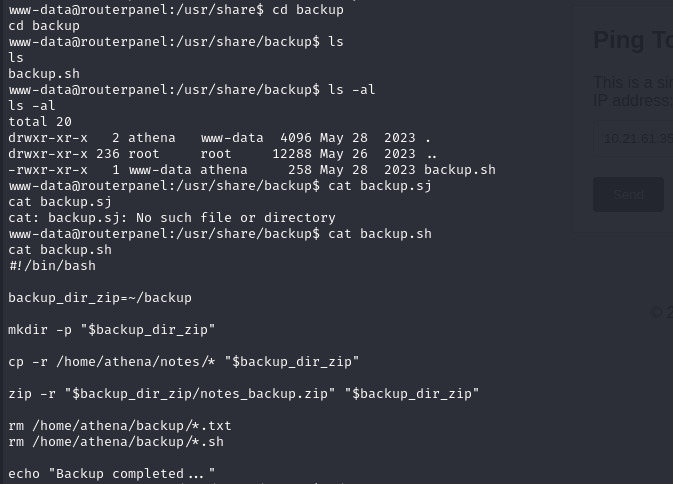 www-data@routerpanel:/usr/share$ cd backup
cd backup
www-data@routerpanel:/usr/share/backup$ ls
ls
backup.sh
www-data@routerpanel:/usr/share/backup$ ls -al
ls -al
total 20
drwxr-xr-x   2 athena   www-data  4096 May 28  2023 .
drwxr-xr-x 236 root     root     12288 May 26  2023 ..
-rwxr-xr-x   1 www-data athena     258 May 28  2023 backup.sh
www-data@routerpanel:/usr/share/backup$ cat backup.sj
cat backup.sj
cat: backup.sj: No such file or directory
www-data@routerpanel:/usr/share/backup$ cat backup.sh
cat backup.sh
#!/bin/bash
backup_dir_zip=~/backup
mkdir -p "$backup_dir_zip"
cp -r /home/athena/notes/* "$backup_dir_zip"
zip -r "$backup_dir_zip/notes_backup.zip" "$backup_dir_zip"
rm /home/athena/backup/*.txt
rm /home/athena/backup/*.sh
echo "Backup completed..."
Ping To
This is a si
IP address:
10.21.61.35
Send